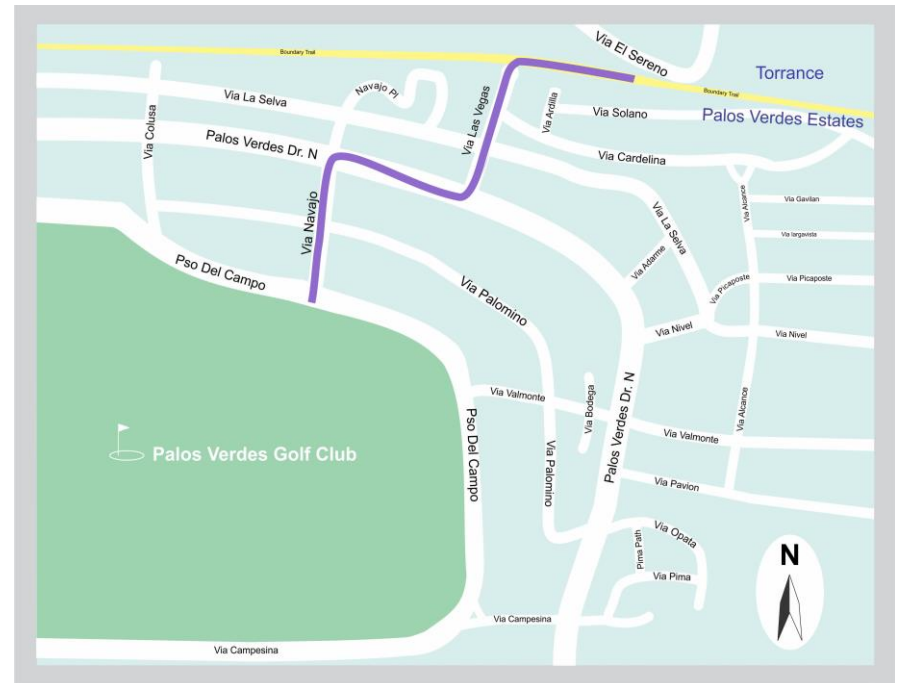 Via El Sereno
Boundary Trail
Torrance
Boundary Trail
Navajo Pl
Via La Selva
Via Las Vegas
Via Ardilla
Via Solano
Palos Verdes Estates
Via Colusa
Palos Verdes Dr. N
Via Cardelina
Via Alcance
Via Gavilan
Via Navajo
Via La Selva
Via largavista
Via Adarme
Pso Del Campo
Via Palomino
Via Picaposte
Via Picaposte
Via Nivel
Via Nivel
Via Valmonte
Via Bodega
Palos Verdes Dr. N
Via Alcance
Pso Del Campo
Via Valmonte
Palos Verdes Golf Club
Via Palomino
Via Pavion
Via Opata
Pima Path
N
Via Pima
Via Campesina
Via Campesina